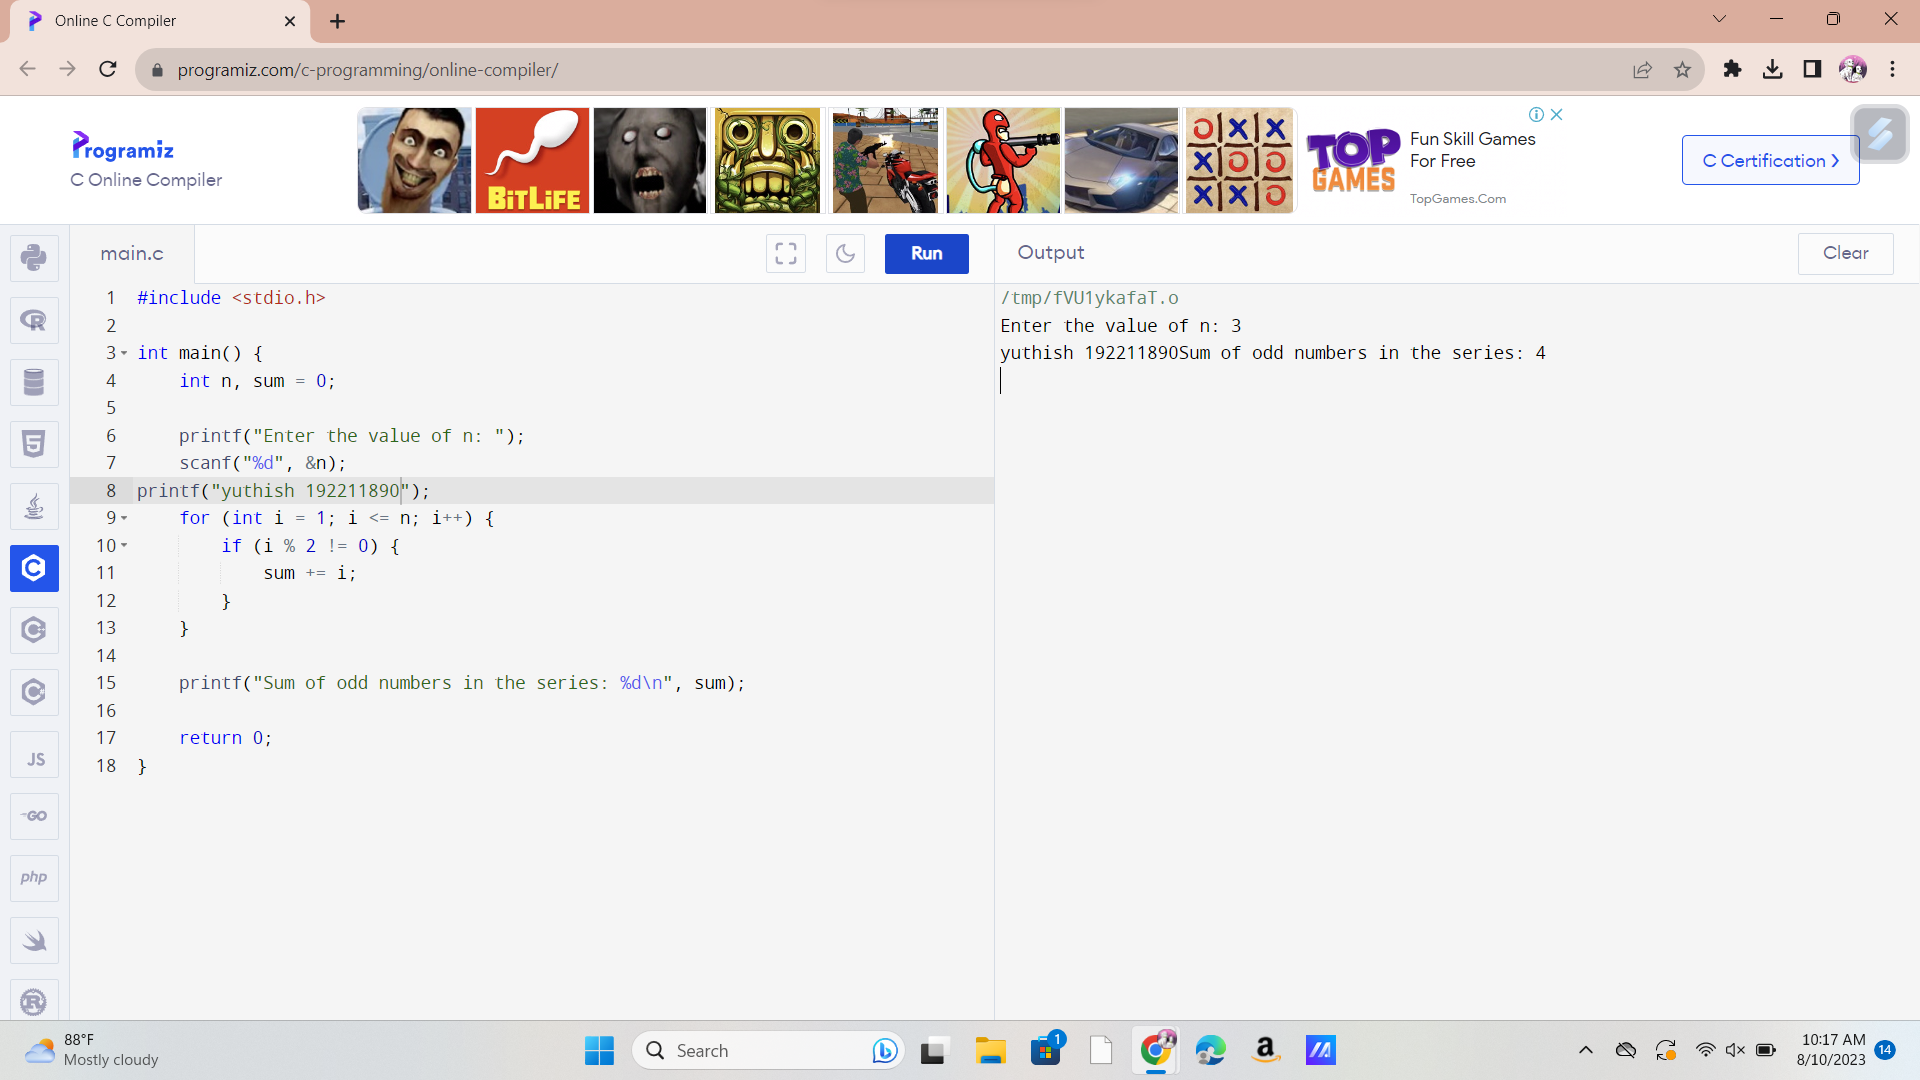 Online C Compiler
programiz.com/c-programming/online-compiler/
Programiz
C Online Compiler
BITLIFE
TOP GAMES
Fun Skill Games
For Free
TopGames.Com
C Certification
main.c
Run
Output
Clear
1 #include <stdio.h>
2
3 int main() {
4     int n, sum = 0;
5
6     printf("Enter the value of n: ");
7     scanf("%d", &n);
8 printf("yuthish 192211890");
9     for (int i = 1; i <= n; i++) {
10         if (i % 2 != 0) {
11             sum += i;
12         }
13     }
14
15     printf("Sum of odd numbers in the series: %d\n", sum);
16
17     return 0;
18 }
/tmp/fVU1ykafaT.o
Enter the value of n: 3
yuthish 192211890Sum of odd numbers in the series: 4
R
5
C
C
JS
GO
php
R
88°F
Mostly cloudy
Search
1
a
10:17 AM
8/10/2023
14